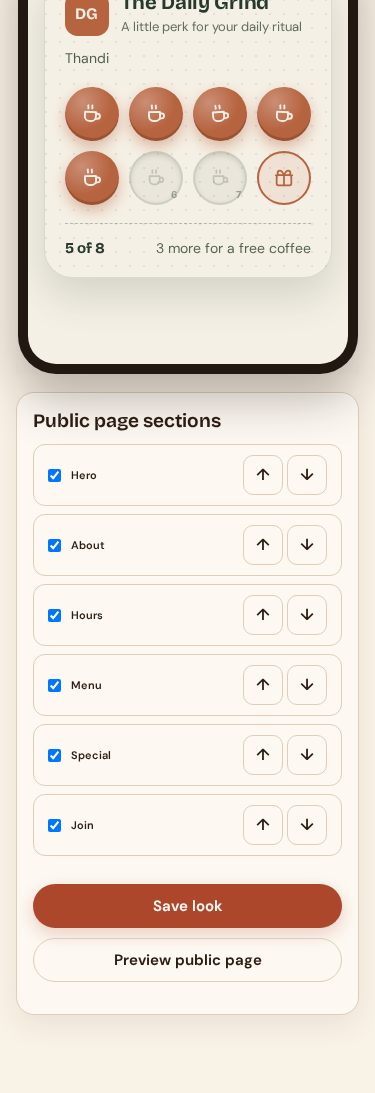 DG
The Daily Grind
A little perk for your daily ritual
Thandi
6
7
5 of 8
3 more for a free coffee
Public page sections
Hero
About
Hours
Menu
Special
Join
Save look
Preview public page